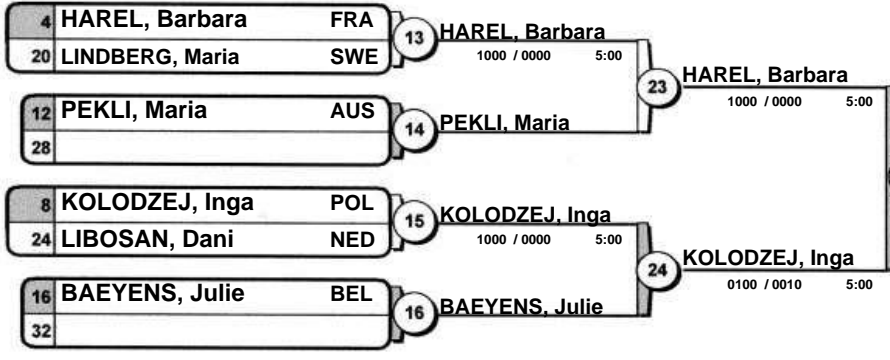 4 HAREL, Barbara FRA
20 LINDBERG, Maria SWE
13
HAREL, Barbara
1000 / 0000 5:00
12 PEKLI, Maria AUS
28
14
PEKLI, Maria
23
HAREL, Barbara
1000 / 0000 5:00
8 KOLODZEJ, Inga POL
24 LIBOSAN, Dani NED
15
KOLODZEJ, Inga
1000 / 0000 5:00
16 BAEYENS, Julie BEL
32
16
BAEYENS, Julie
24
KOLODZEJ, Inga
0100 / 0010 5:00